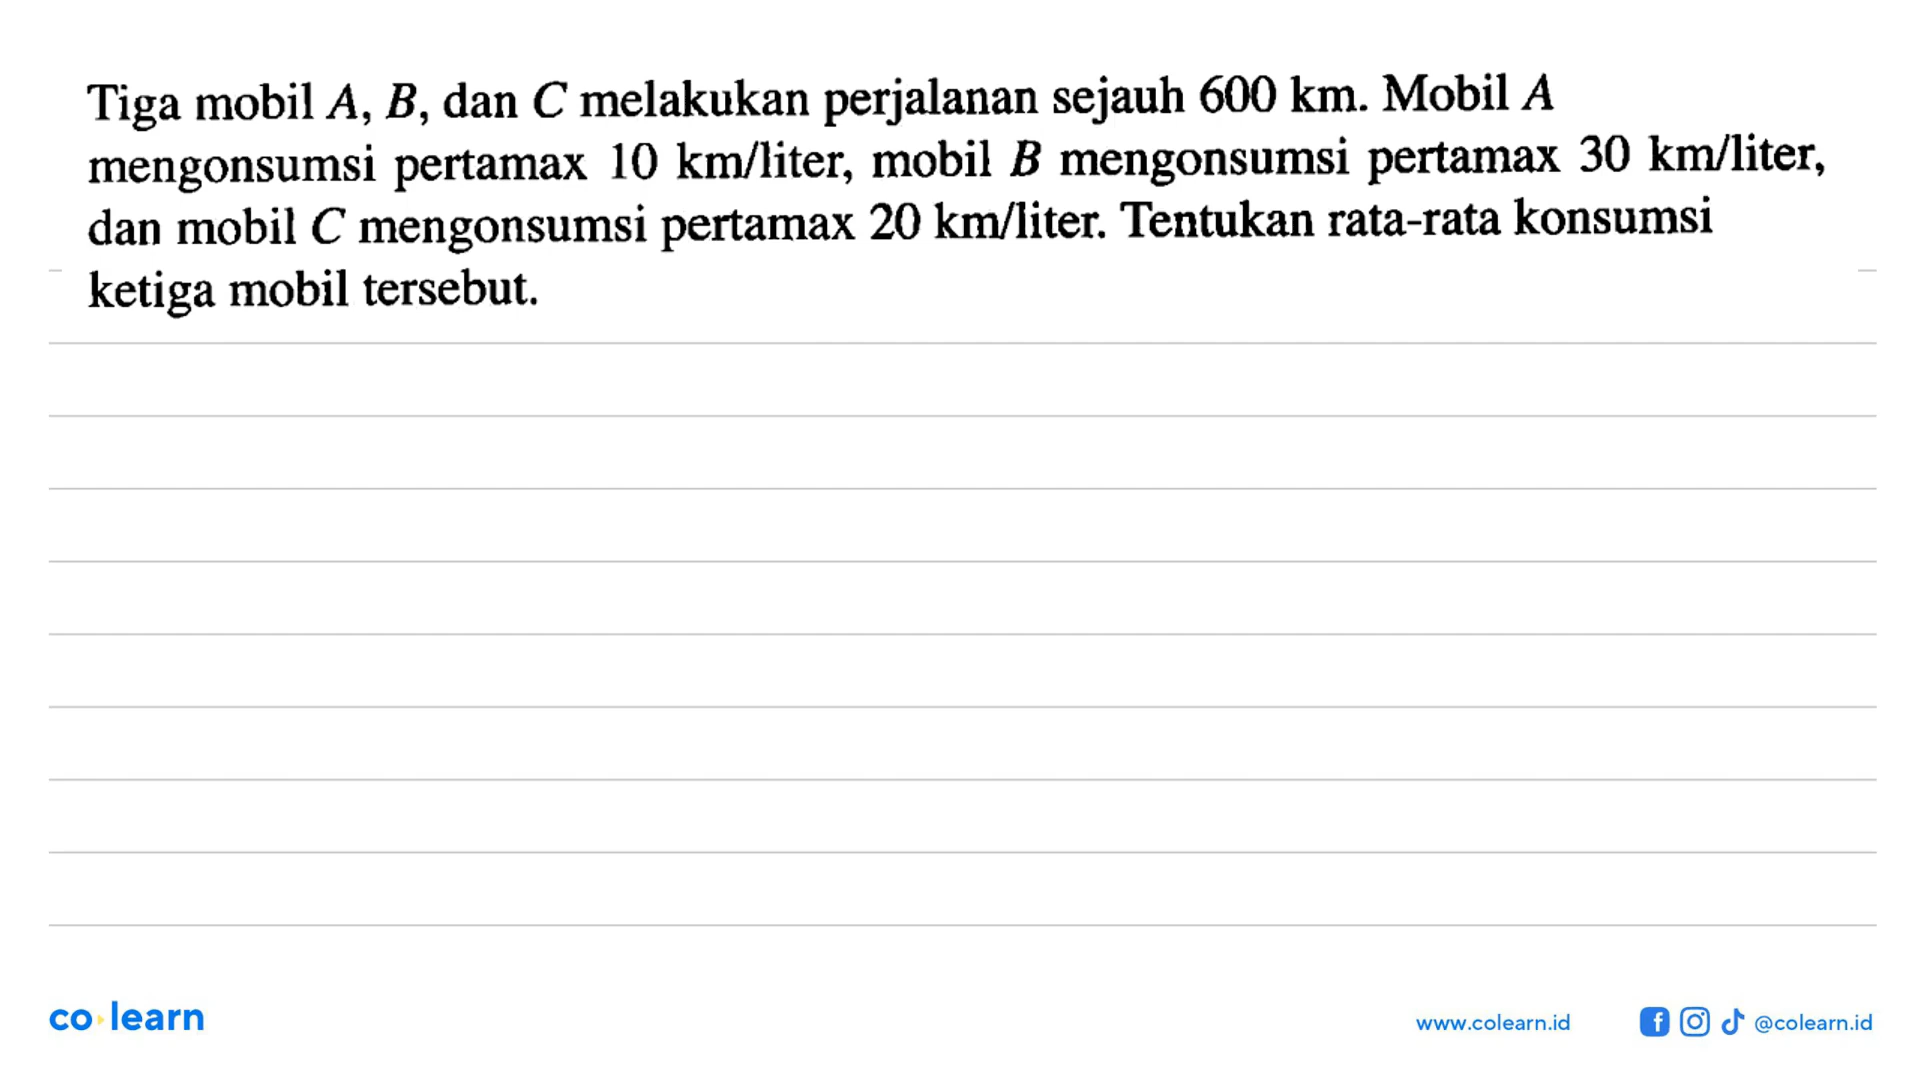 Tiga mobil A, B, dan C melakukan perjalanan sejauh 600 km. Mobil A
mengonsumsi pertamax 10 km/liter, mobil B mengonsumsi pertamax 30 km/liter,
dan mobil C mengonsumsi pertamax 20 km/liter. Tentukan rata-rata konsumsi
ketiga mobil tersebut.
co learn
www.colearn.id
@colearn.id